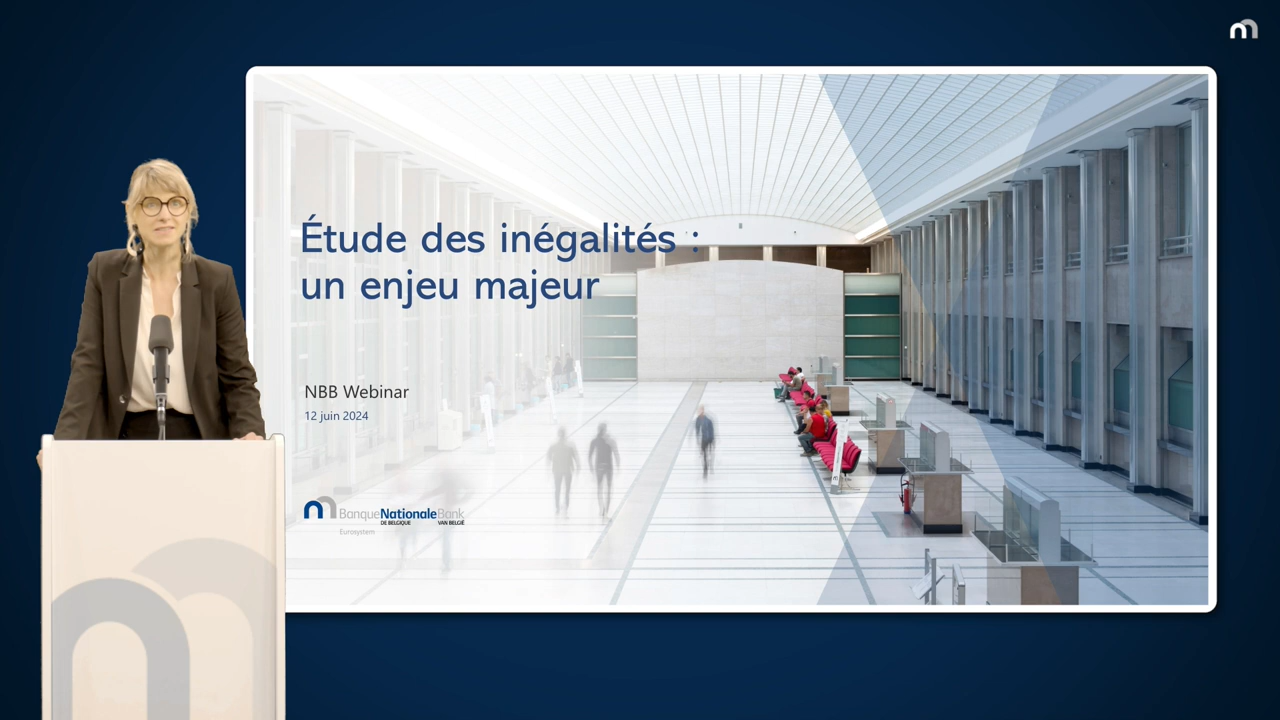 Étude des inégalités :
un enjeu majeur
NBB Webinar
12 juin 2024
BanqueNationaleBank
DE BELGIQUE VAN BELGIË
Eurosystem